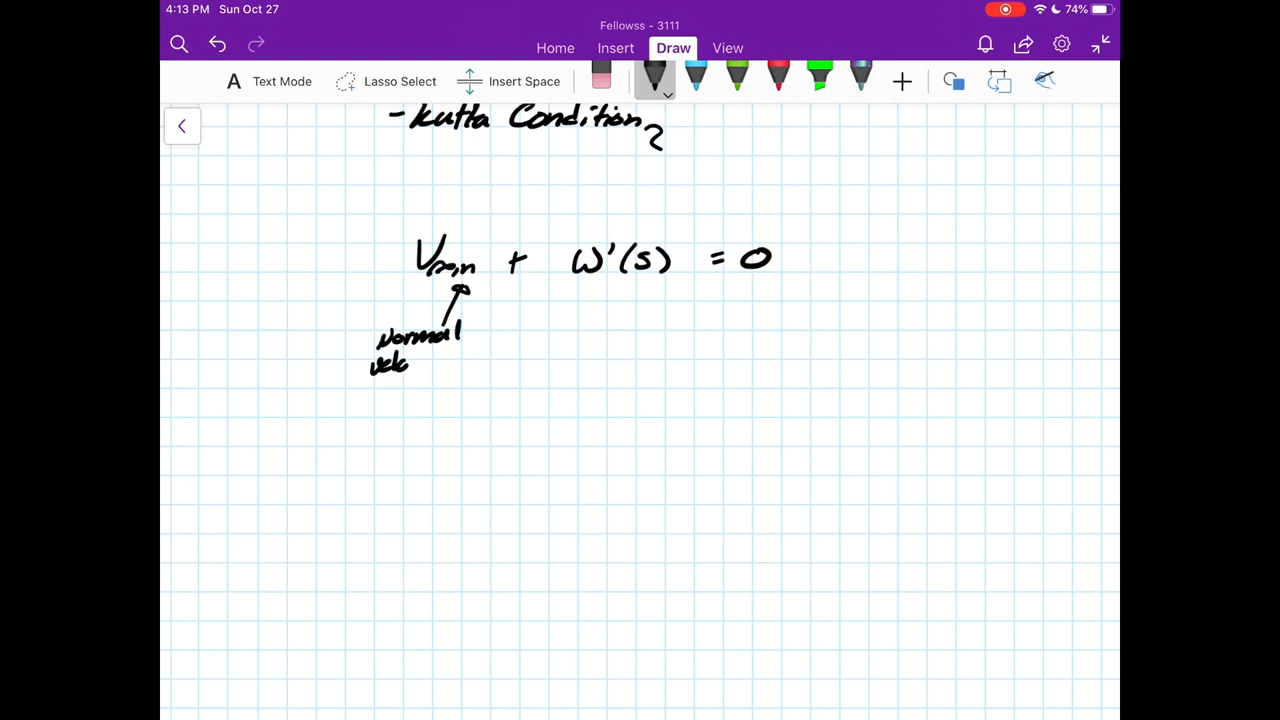 4:13 PM Sun Oct 27
74%
Fellowss - 3111
Home Insert Draw View
A Text Mode Lasso Select Insert Space
- Kutta Condition
V∞,n + ω'(s) = 0
Normal
velo